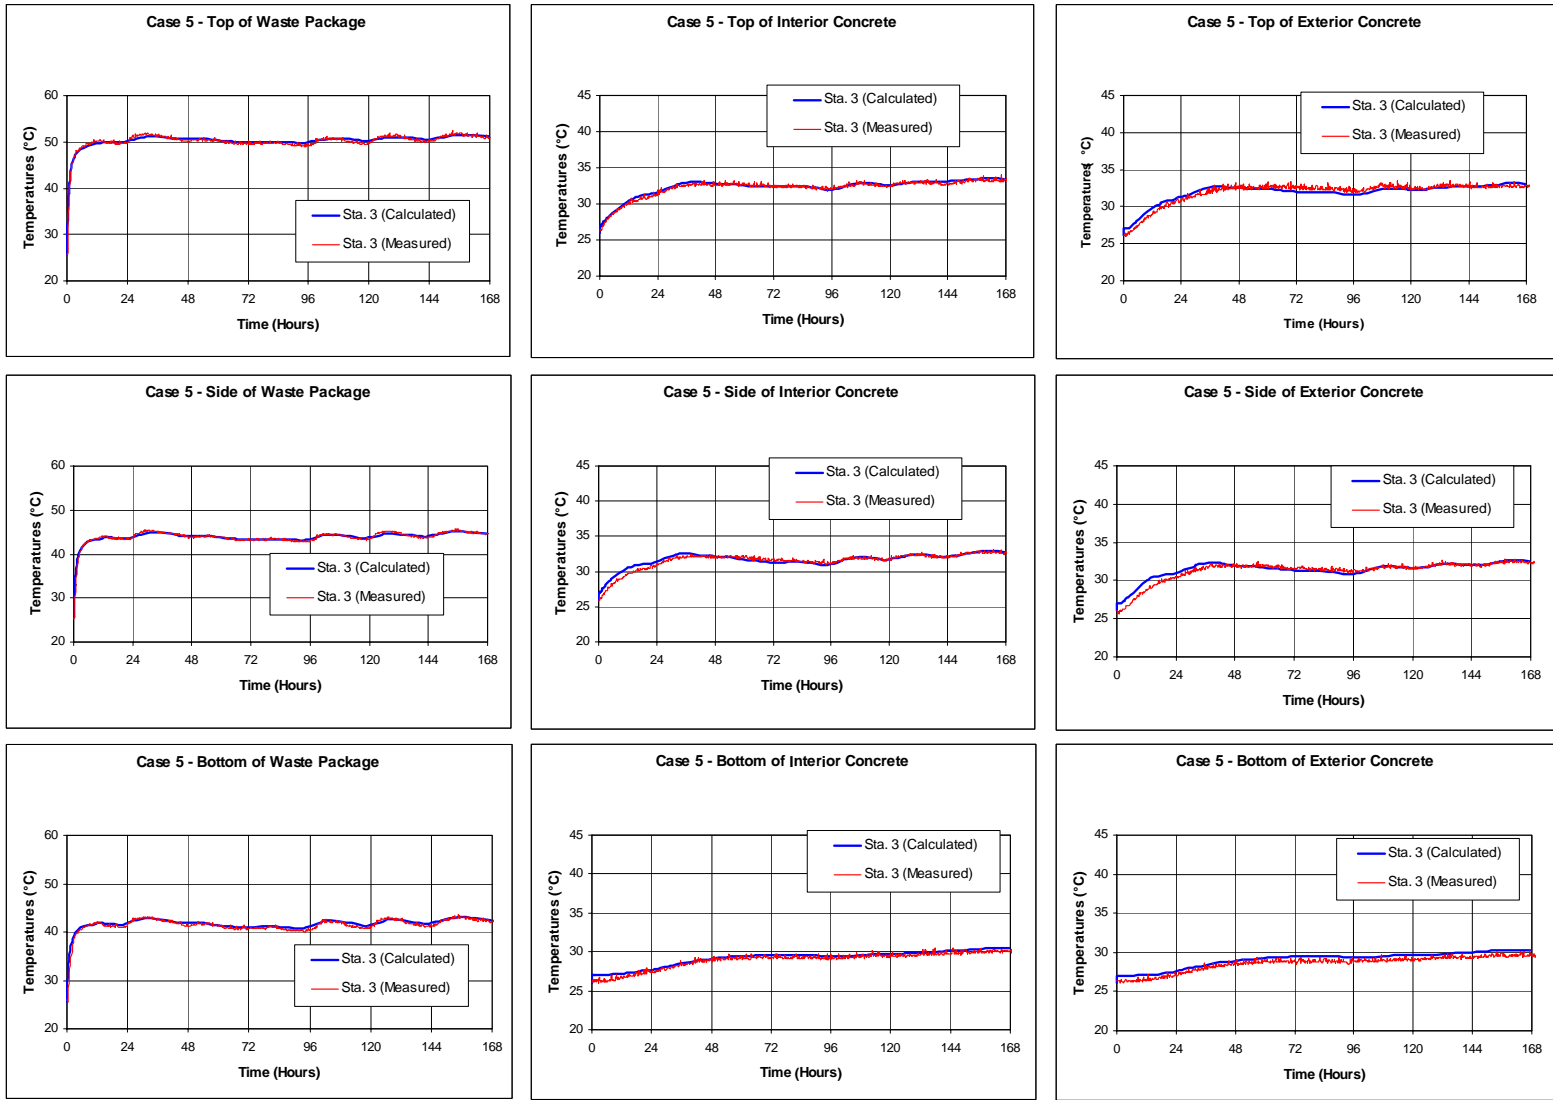 Case 5 - Top of Waste Package
60
50
40
30
20
Temperatures (°C)
Sta. 3 (Calculated)
Sta. 3 (Measured)
0 24 48 72 96 120 144 168
Time (Hours)
Case 5 - Top of Interior Concrete
45
40
35
30
25
20
Temperatures (°C)
Sta. 3 (Calculated)
Sta. 3 (Measured)
0 24 48 72 96 120 144 168
Time (Hours)
Case 5 - Top of Exterior Concrete
45
40
35
30
25
20
Temperatures( °C)
Sta. 3 (Calculated)
Sta. 3 (Measured)
0 24 48 72 96 120 144 168
Time (Hours)
Case 5 - Side of Waste Package
60
50
40
30
20
Temperatures (°C)
Sta. 3 (Calculated)
Sta. 3 (Measured)
0 24 48 72 96 120 144 168
Time (Hours)
Case 5 - Side of Interior Concrete
45
40
35
30
25
20
Temperatures (°C)
Sta. 3 (Calculated)
Sta. 3 (Measured)
0 24 48 72 96 120 144 168
Time (Hours)
Case 5 - Side of Exterior Concrete
45
40
35
30
25
20
Temperatures (°C)
Sta. 3 (Calculated)
Sta. 3 (Measured)
0 24 48 72 96 120 144 168
Time (Hours)
Case 5 - Bottom of Waste Package
60
50
40
30
20
Temperatures (°C)
Sta. 3 (Calculated)
Sta. 3 (Measured)
0 24 48 72 96 120 144 168
Time (Hours)
Case 5 - Bottom of Interior Concrete
45
40
35
30
25
20
Temperatures (°C)
Sta. 3 (Calculated)
Sta. 3 (Measured)
0 24 48 72 96 120 144 168
Time (Hours)
Case 5 - Bottom of Exterior Concrete
45
40
35
30
25
20
Temperatures (°C)
Sta. 3 (Calculated)
Sta. 3 (Measured)
0 24 48 72 96 120 144 168
Time (Hours)